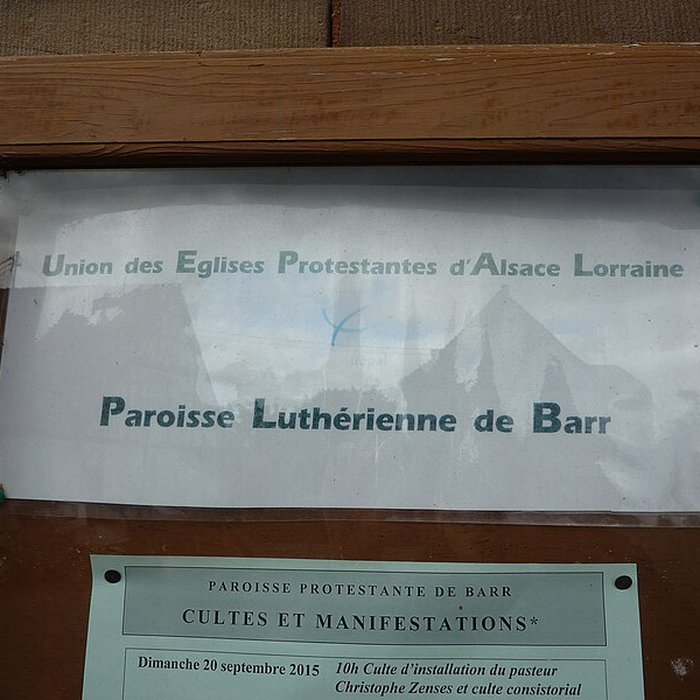 Union des Eglises Protestantes d'Alsace Lorraine
uepal
Paroisse Luthérienne de Barr
PAROISSE PROTESTANTE DE BARR
CULTES ET MANIFESTATIONS*
Dimanche 20 septembre 2015 10h Culte d'installation du pasteur
Christophe Zenses et culte consistorial